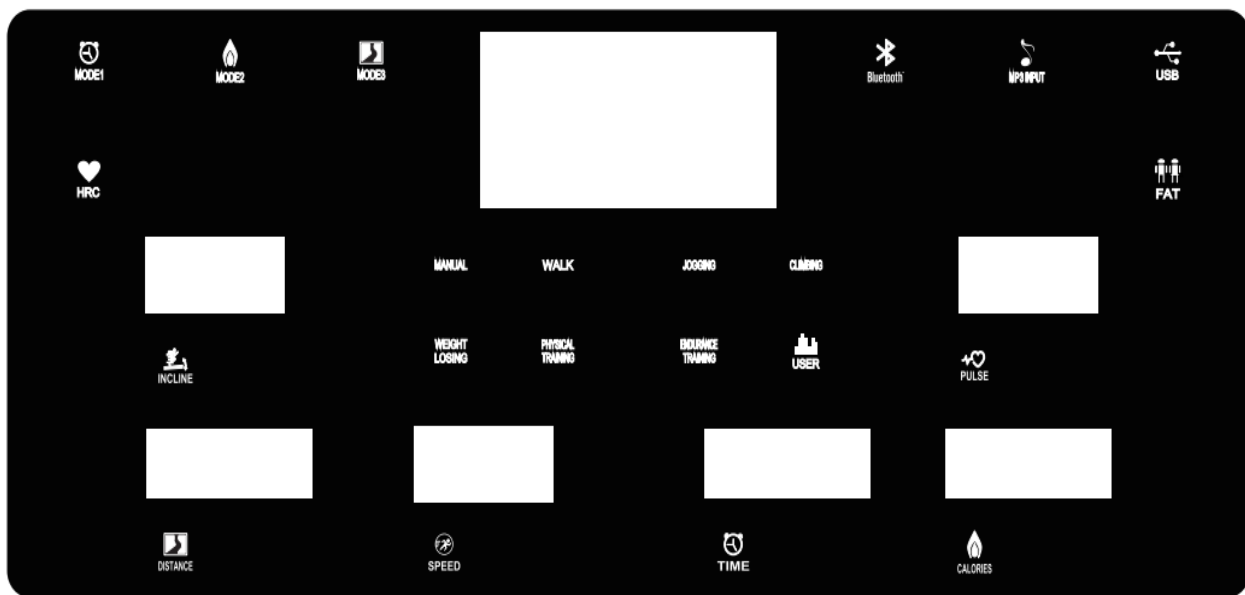 MODE1
MODE2
MODE3
Bluetooth
MP3 INPUT
USB
HRC
FAT
MANUAL
WALK
JOGGING
CLIMBING
WEIGHT
LOSING
PHYSICAL
TRAINING
ENDURANCE
TRAINING
USER
INCLINE
PULSE
DISTANCE
SPEED
TIME
CALORIES